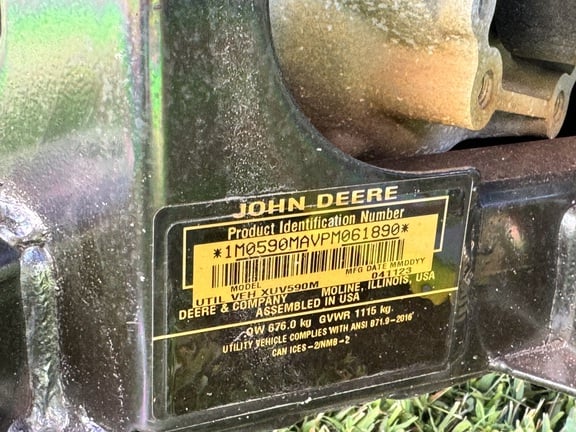 JOHN DEERE
Product Identification Number
*1M0590MAVPM061890*
MODEL MFG DATE MMDDYY
UTIL VEH XUV590M 041123
DEERE & COMPANY MOLINE, ILLINOIS, USA
ASSEMBLED IN USA
OW 676.0 kg GVWR 1115 kg
UTILITY VEHICLE COMPLIES WITH ANSI B71.9-2016
CAN ICES-2/NMB-2